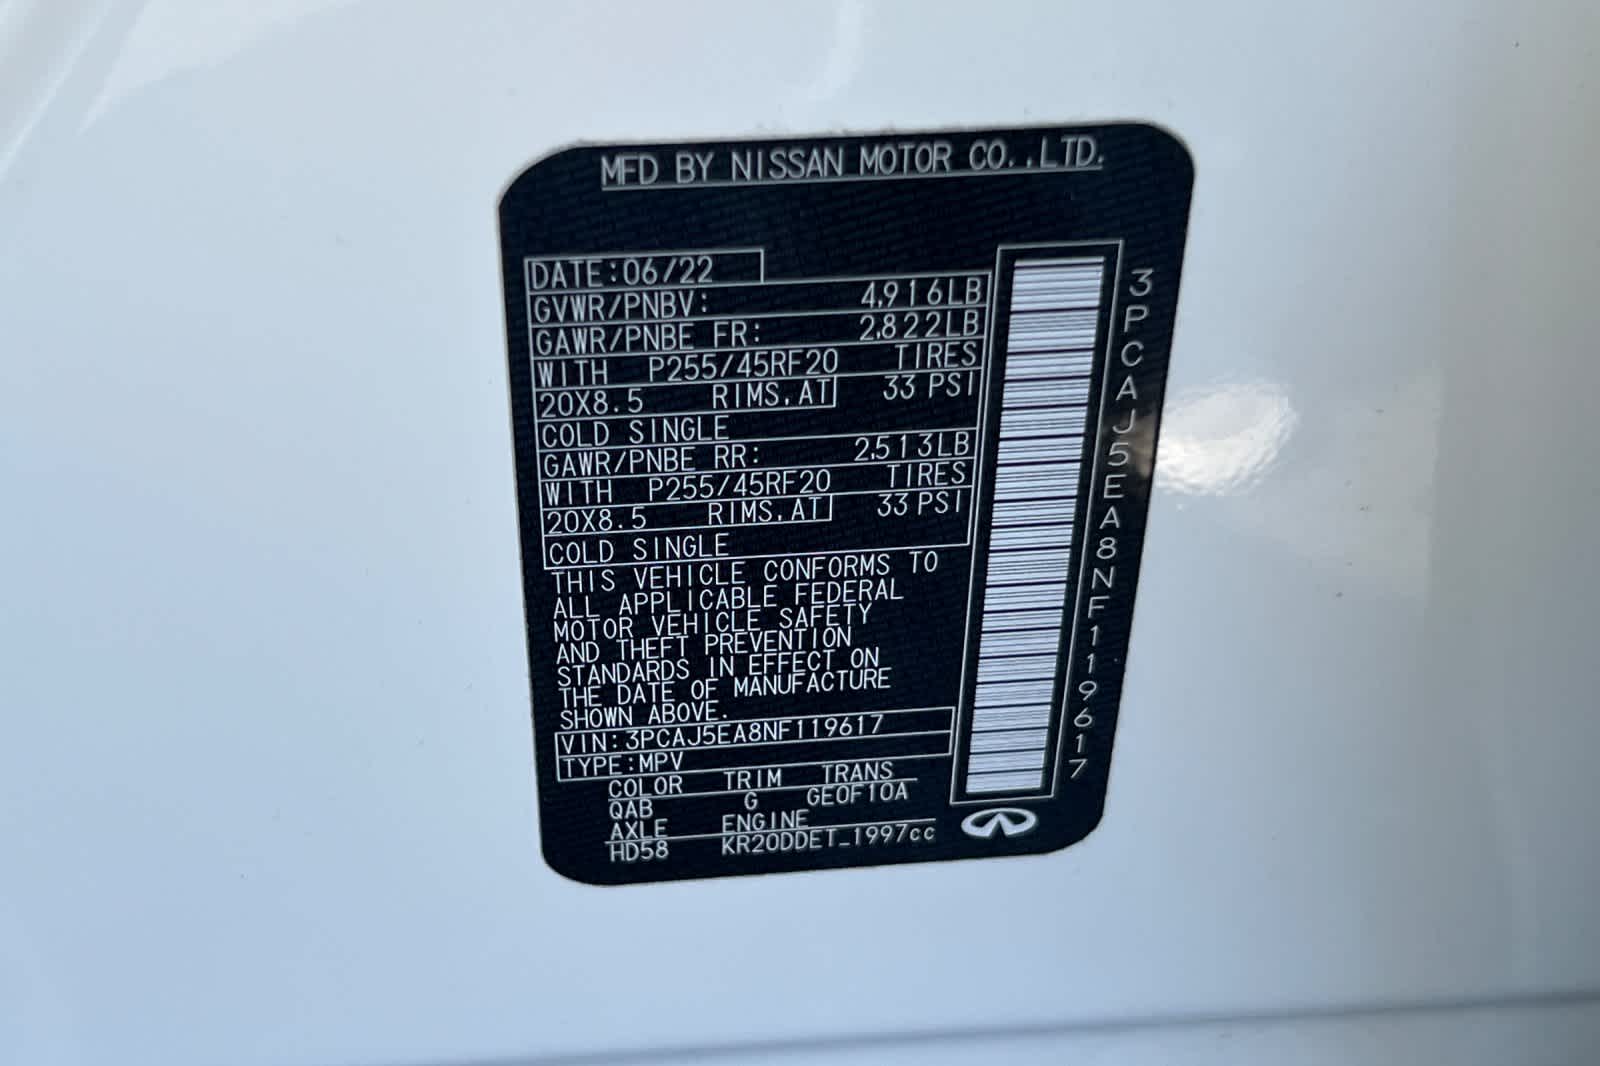 MFD BY NISSAN MOTOR CO.,LTD.
DATE:06/22
GVWR/PNBV: 4,916LB
GAWR/PNBE FR: 2,822LB
WITH P255/45RF20 TIRES
20X8.5 RIMS,AT 33 PSI
COLD SINGLE
GAWR/PNBE RR: 2,513LB
WITH P255/45RF20 TIRES
20X8.5 RIMS,AT 33 PSI
COLD SINGLE
THIS VEHICLE CONFORMS TO
ALL APPLICABLE FEDERAL
MOTOR VEHICLE SAFETY
AND THEFT PREVENTION
STANDARDS IN EFFECT ON
THE DATE OF MANUFACTURE
SHOWN ABOVE.
VIN:3PCAJ5EA8NF119617
TYPE:MPV
COLOR TRIM TRANS
QAB G GE0F10A
AXLE ENGINE
HD58 KR20DDET_1997cc
3PCAJ5EA8NF119617